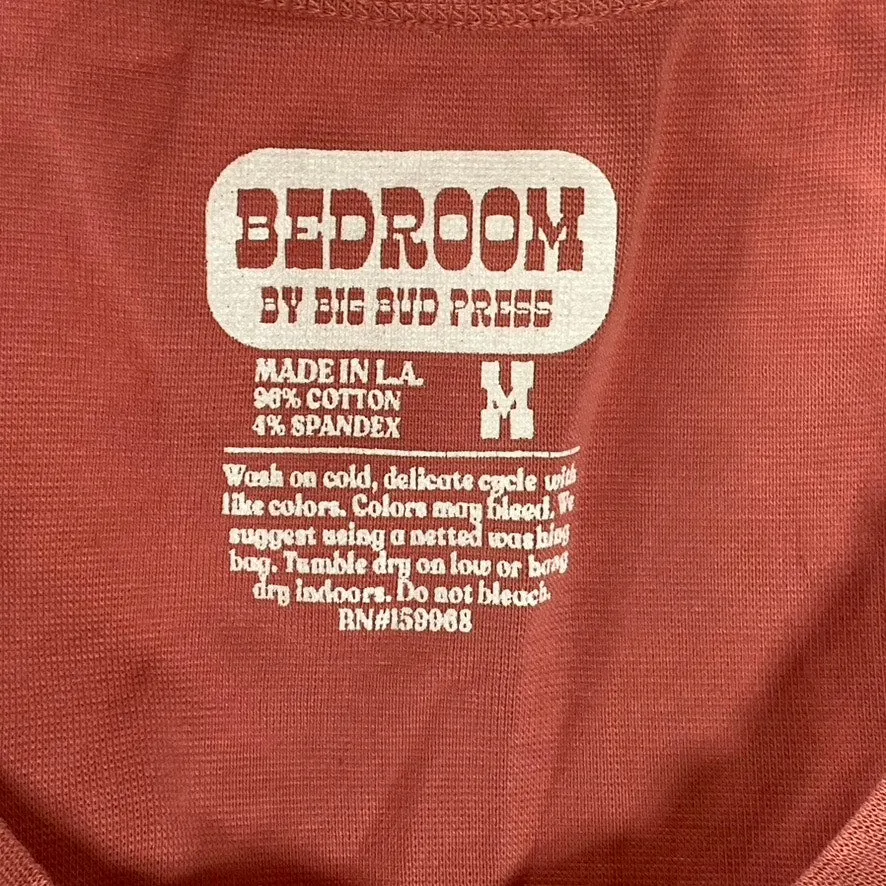 BEDROOM
BY BIG BUD PRESS
MADE IN L.A.
96% COTTON
4% SPANDEX
M
Wash on cold, delicate cycle with
like colors. Colors may bleed. We
suggest using a netted washing
bag. Tumble dry on low or hang
dry indoors. Do not bleach.
RN#159968